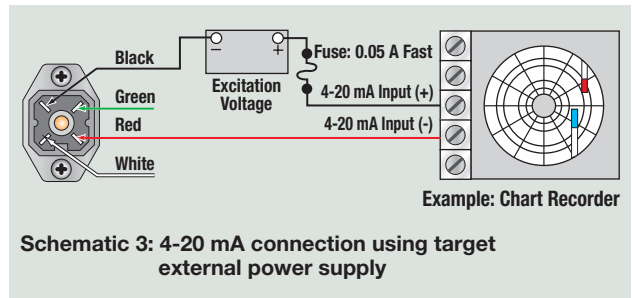 Black
Green
Red
White
− +
Excitation
Voltage
Fuse: 0.05 A Fast
4-20 mA Input (+)
4-20 mA Input (-)
Example: Chart Recorder
Schematic 3: 4-20 mA connection using target
external power supply